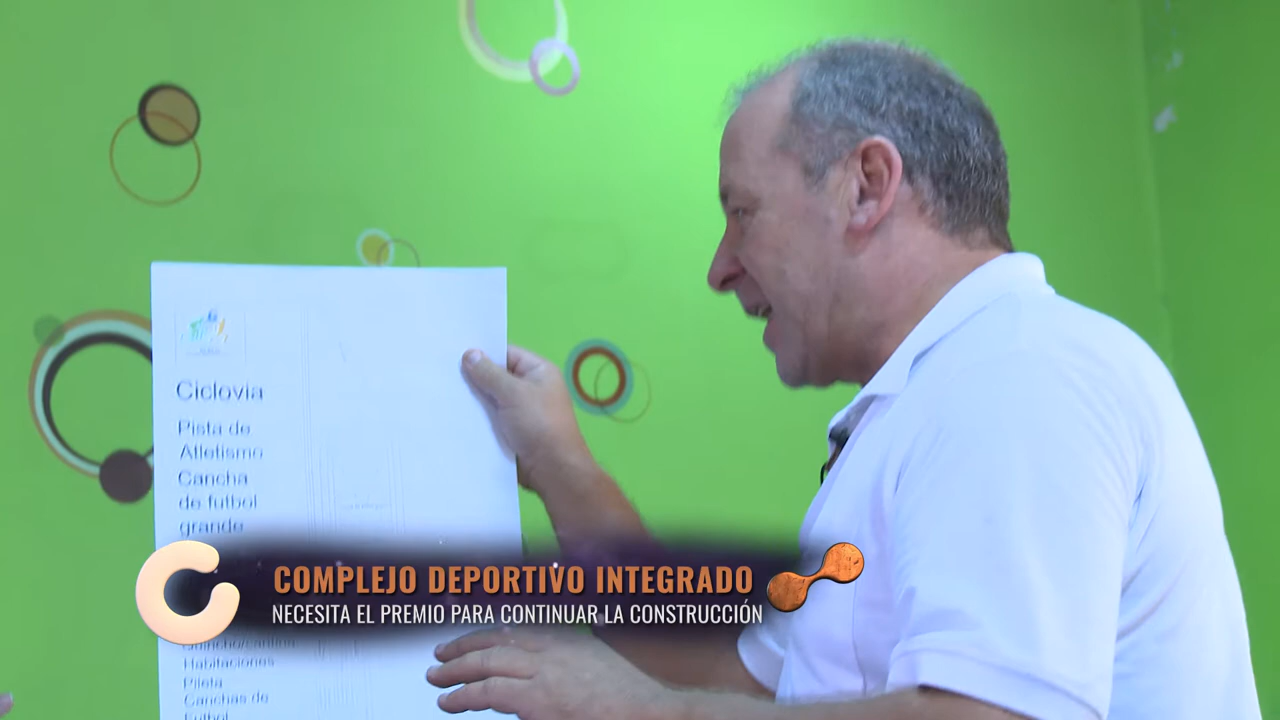 Ciclovia
Pista de
Atletismo
Cancha
de futbol
grande
COMPLEJO DEPORTIVO INTEGRADO
NECESITA EL PREMIO PARA CONTINUAR LA CONSTRUCCIÓN
Habitaciones
Pileta
Canchas de
Futbol